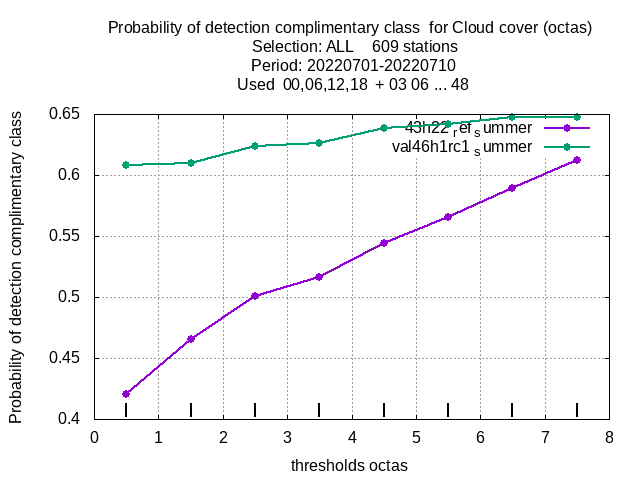 Probability of detection complimentary class  for Cloud cover (octas)
Selection: ALL    609 stations
Period: 20220701-20220710
Used  00,06,12,18  + 03 06 ... 48
Probability of detection complimentary class
0.65
0.6
0.55
0.5
0.45
0.4
43h22_ref_summer
val46h1rc1_summer
0 1 2 3 4 5 6 7 8
thresholds octas